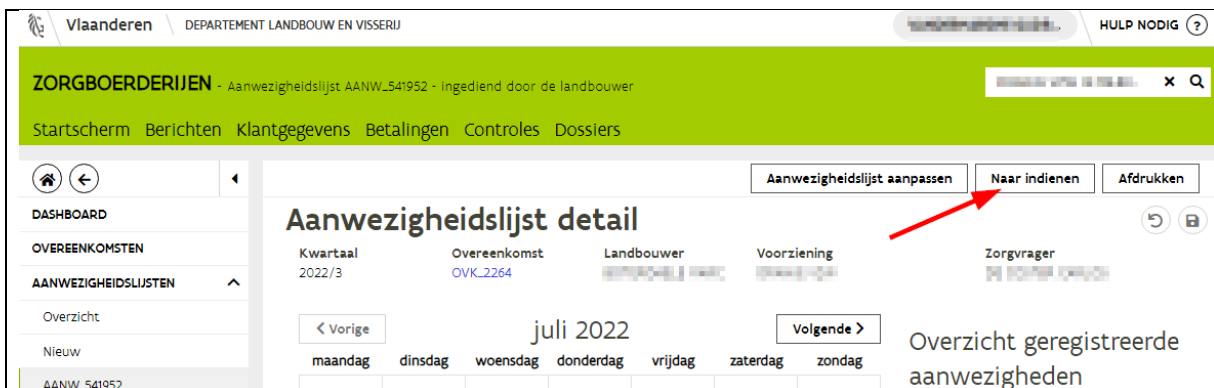 Vlaanderen DEPARTEMENT LANDBOUW EN VISSERIJ HULP NODIG ?
ZORGBOERDERIJEN - Aanwezigheidslijst AANW_541952 - ingediend door de landbouwer
Startscherm Berichten Klantgegevens Betalingen Controles Dossiers
Aanwezigheidslijst aanpassen Naar indienen Afdrukken
DASHBOARD
OVEREENKOMSTEN
AANWEZIGHEIDSLIJSTEN
Overzicht
Nieuw
AANW_541952
Aanwezigheidslijst detail
Kwartaal Overeenkomst Landbouwer Voorziening Zorgvrager
2022/3 OVK_2264
Vorige juli 2022 Volgende
maandag dinsdag woensdag donderdag vrijdag zaterdag zondag
Overzicht geregistreerde
aanwezigheden